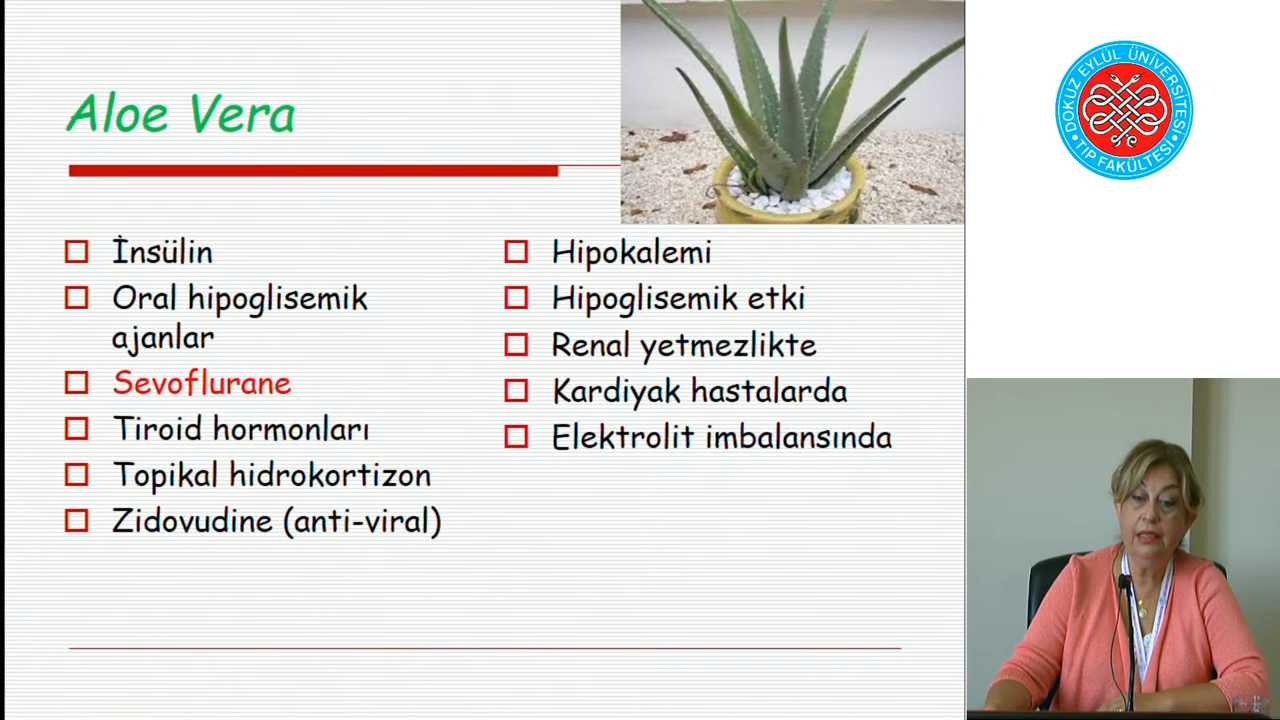 Aloe Vera
İnsülin
Oral hipoglisemik
ajanlar
Sevoflurane
Tiroid hormonları
Topikal hidrokortizon
Zidovudine (anti-viral)
Hipokalemi
Hipoglisemik etki
Renal yetmezlikte
Kardiyak hastalarda
Elektrolit imbalansında
DOKUZ EYLÜL ÜNİVERSİTESİ
TIP FAKÜLTESİ